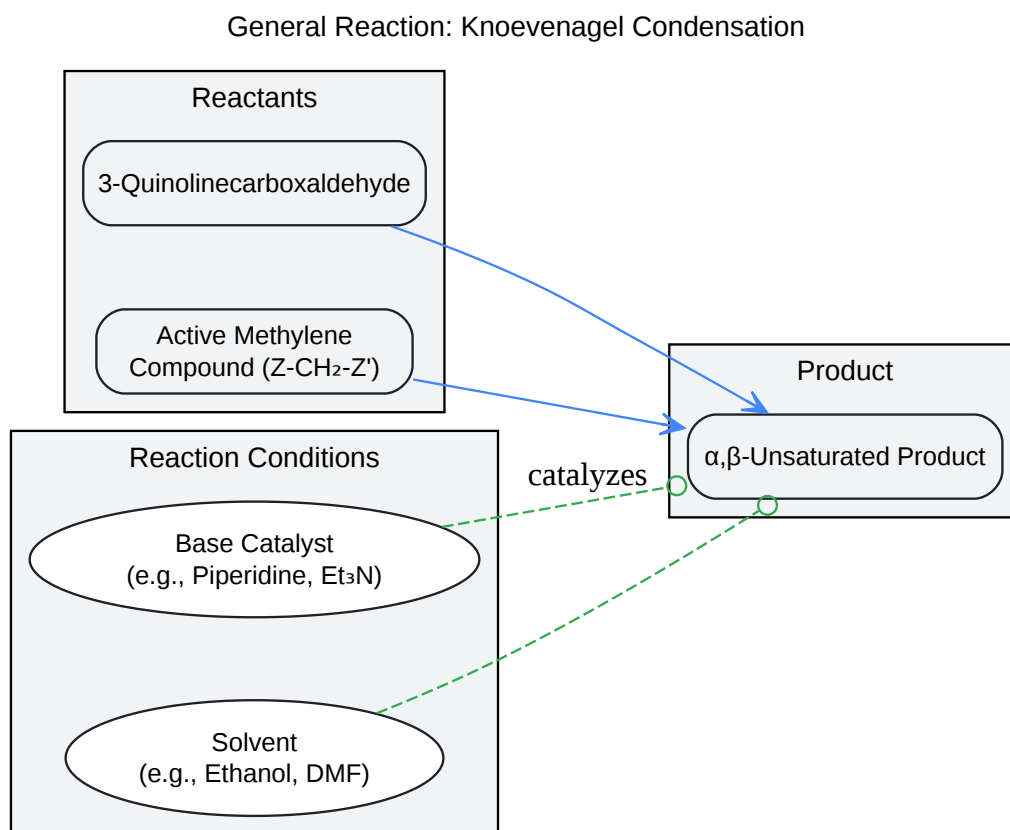 General Reaction: Knoevenagel Condensation
Reactants
3-Quinolinecarboxaldehyde
Active Methylene
Compound (Z-CH₂-Z')
Product
α,β-Unsaturated Product
Reaction Conditions
catalyzes
Base Catalyst
(e.g., Piperidine, Et₃N)
Solvent
(e.g., Ethanol, DMF)